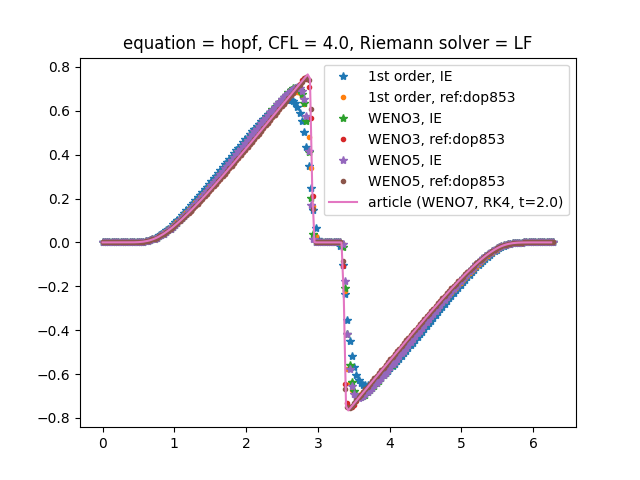 equation = hopf, CFL = 4.0, Riemann solver = LF
0.8
0.6
0.4
0.2
0.0
−0.2
−0.4
−0.6
−0.8
1st order, IE
1st order, ref:dop853
WENO3, IE
WENO3, ref:dop853
WENO5, IE
WENO5, ref:dop853
article (WENO7, RK4, t=2.0)
0 1 2 3 4 5 6